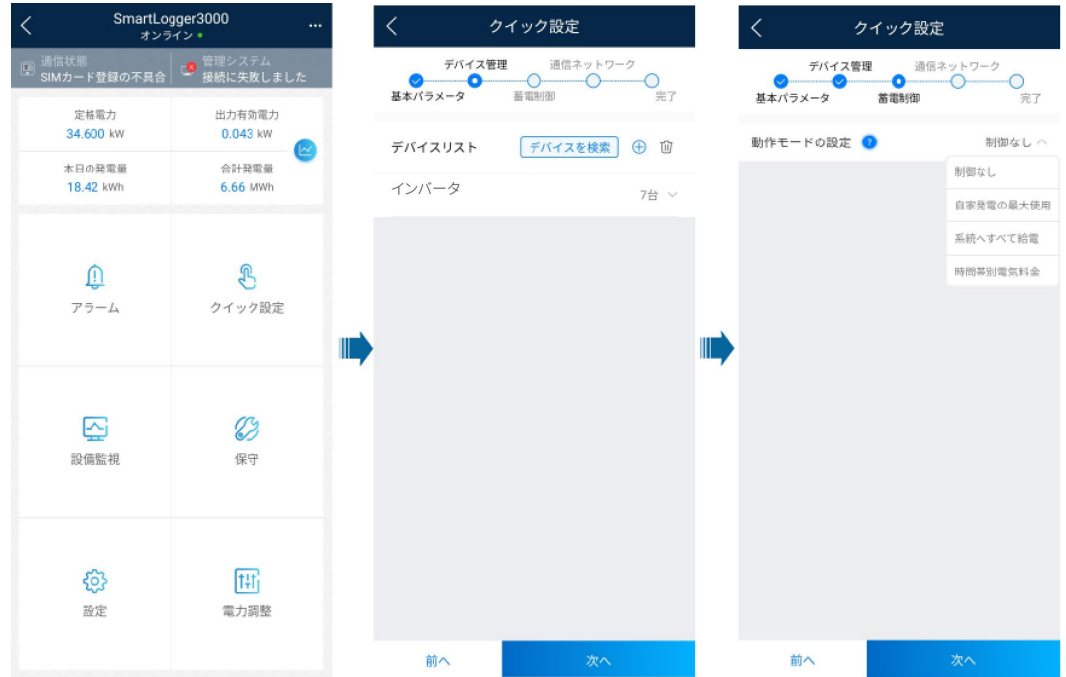 SmartLogger3000
オンライン
通信状態
SIMカード登録の不具合
管理システム
接続に失敗しました
定格電力
34.600 kW
出力有効電力
0.043 kW
本日の発電量
18.42 kWh
合計発電量
6.66 MWh
アラーム
クイック設定
設備監視
保守
設定
電力調整
クイック設定
デバイス管理
通信ネットワーク
基本パラメータ
蓄電制御
完了
デバイスリスト
デバイスを検索
インバータ
7台
前へ
次へ
クイック設定
デバイス管理
通信ネットワーク
基本パラメータ
蓄電制御
完了
動作モードの設定 ?
制御なし
制御なし
自家発電の最大使用
系統へすべて給電
時間帯別電気料金
前へ
次へ